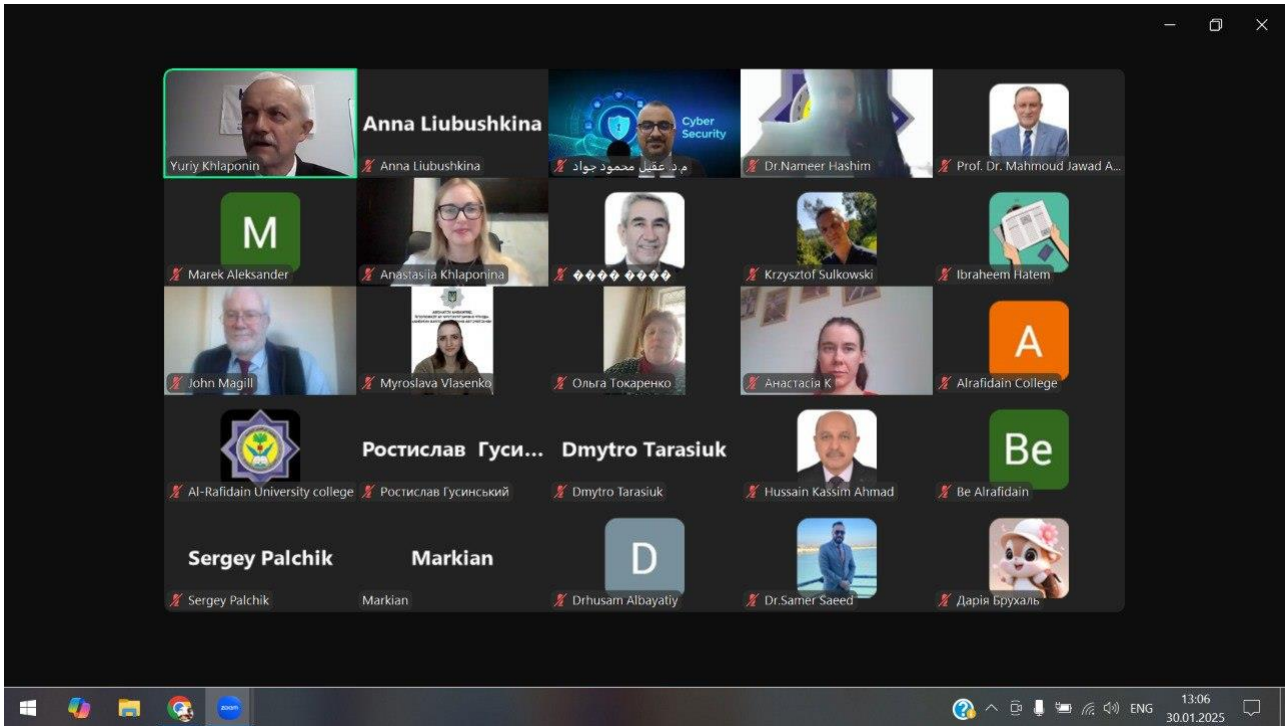 Yuriy Khlaponin
Anna Liubushkina
Anna Liubushkina
Cyber
Security
م.د. عقيل محمود جواد
Dr.Nameer Hashim
Prof. Dr. Mahmoud Jawad A...
M
Marek Aleksander
Anastasiia Khlaponina
���� ����
Krzysztof Sulkowski
Ibraheem Hatem
John Magill
Myroslava Vlasenko
Ольга Токаренко
Анастасія К
A
Alrafidain College
Al-Rafidain University college
Ростислав Гуси...
Ростислав Гусинський
Dmytro Tarasiuk
Dmytro Tarasiuk
Hussain Kassim Ahmad
Be
Be Alrafidain
Sergey Palchik
Sergey Palchik
Markian
Markian
D
Drhusam Albayatiy
Dr.Samer Saeed
Дарія Брухаль
zoom
ENG
13:06
30.01.2025